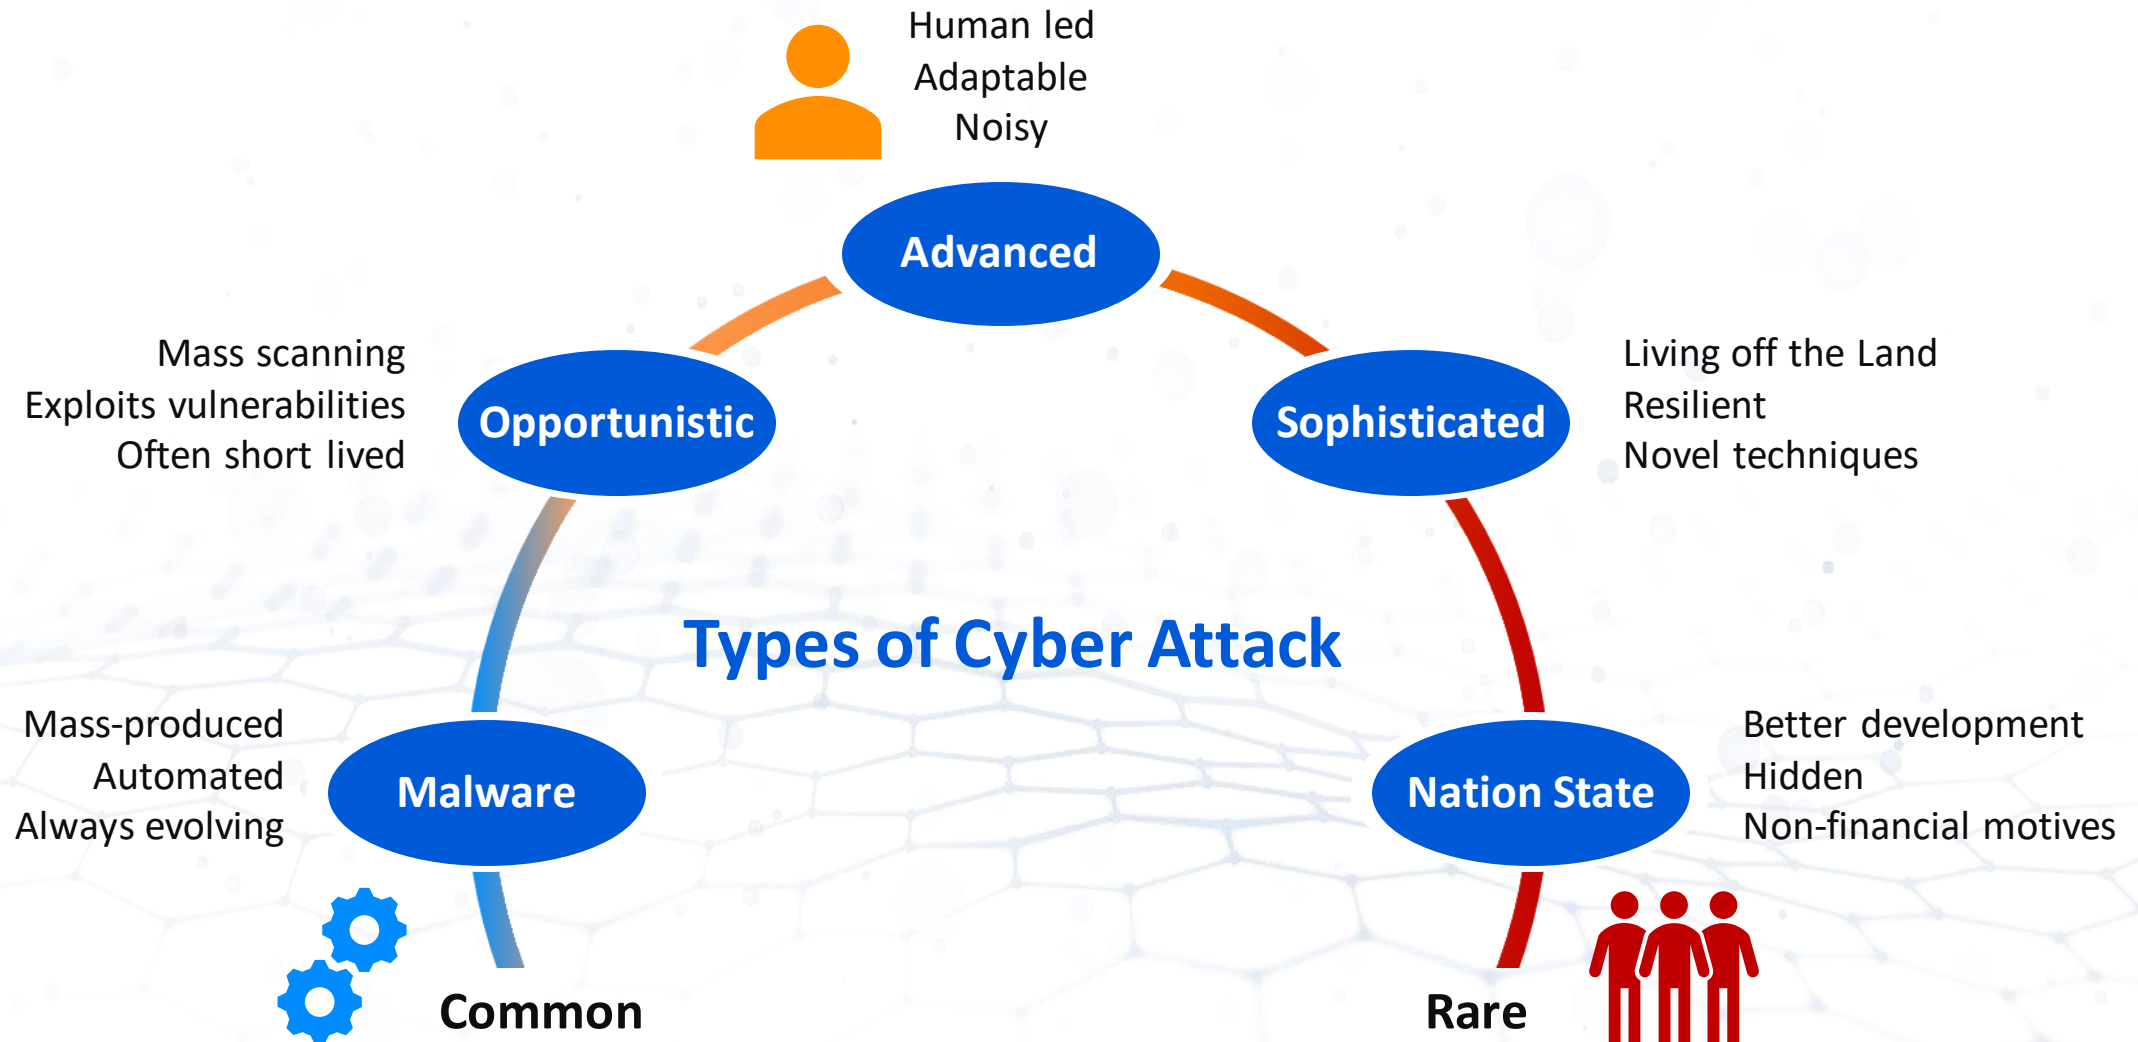 Human led
Adaptable
Noisy
Advanced
Mass scanning
Exploits vulnerabilities
Often short lived
Opportunistic
Sophisticated
Living off the Land
Resilient
Novel techniques
Types of Cyber Attack
Mass-produced
Automated
Always evolving
Malware
Nation State
Better development
Hidden
Non-financial motives
Common
Rare